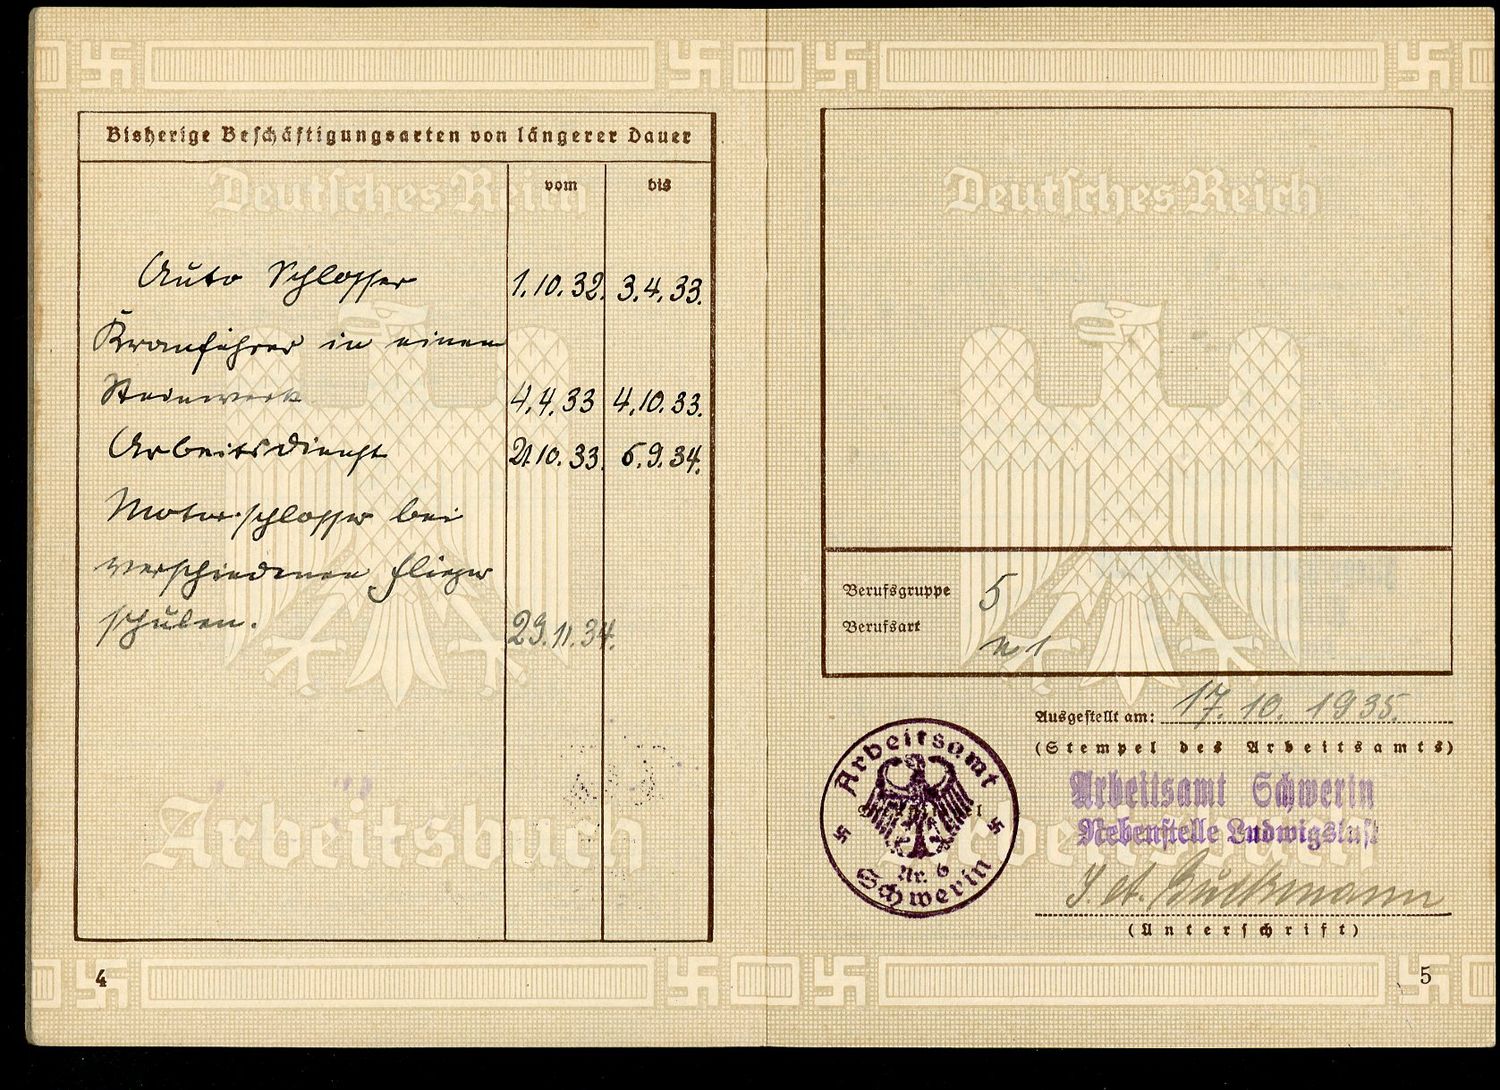 Bisherige Beschäftigungsarten von längerer Dauer
Deutsches Reich
vom bis
Auto Schlosser 1.10.32. 3.4.33.
Kranführer in einem
Steinwerk 4.4.33 4.10.33.
Arbeitsdienst 21.10.33. 6.9.34.
Motorschlosser bei
verschiedenen Flieger
schulen. 29.11.34.
Arbeitsbuch
4
Deutsches Reich
Berufsgruppe 5
Berufsart
Ausgestellt am: 17.10.1935.
(Stempel des Arbeitsamts)
Arbeitsamt Schwerin
Nebenstelle Ludwigslust
Arbeitsbuch
Arbeitsamt
Nr. 6
Schwerin
(Unterschrift)
5